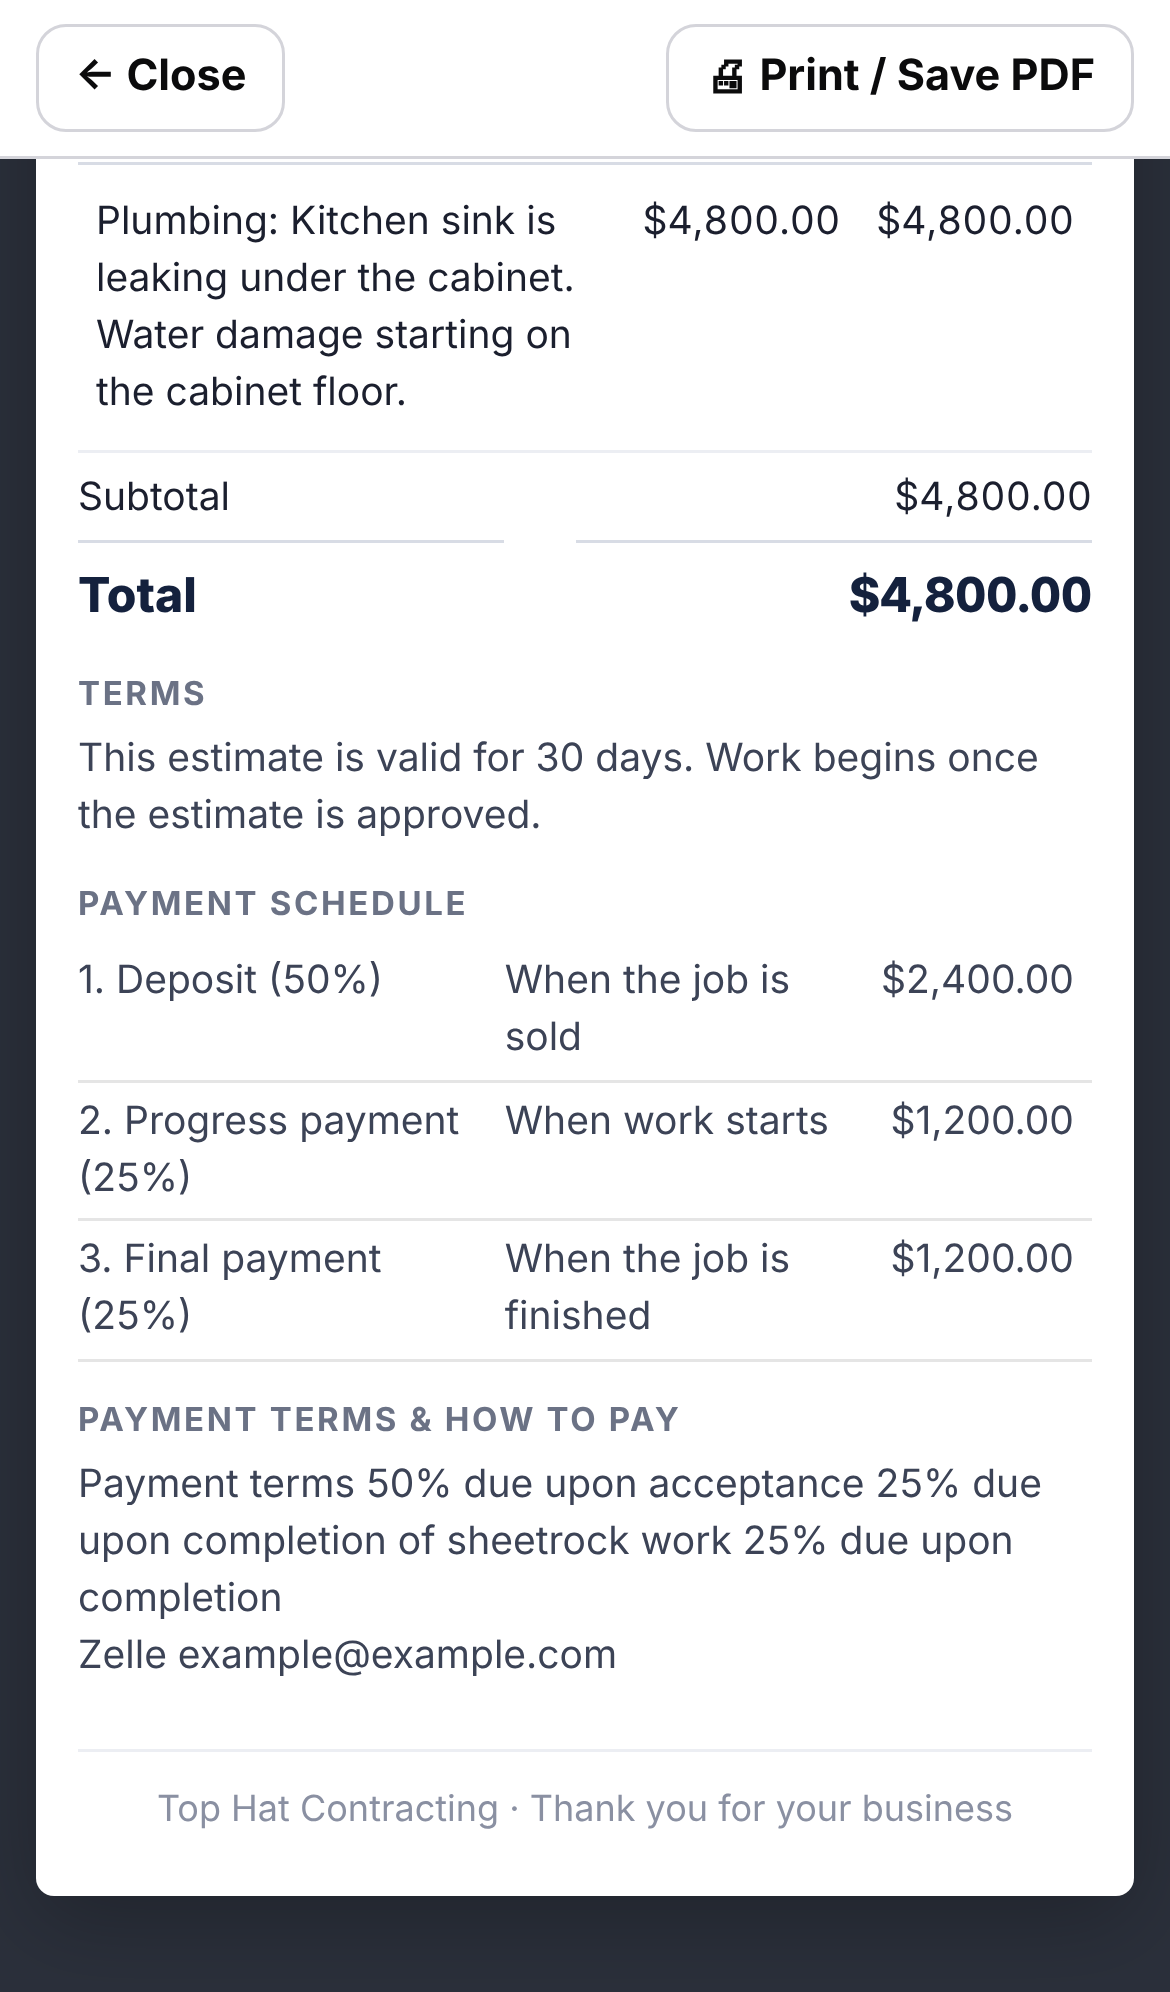 ← Close
🖨 Print / Save PDF
Plumbing: Kitchen sink is $4,800.00 $4,800.00
leaking under the cabinet.
Water damage starting on
the cabinet floor.
Subtotal $4,800.00
Total $4,800.00
TERMS
This estimate is valid for 30 days. Work begins once
the estimate is approved.
PAYMENT SCHEDULE
1. Deposit (50%) When the job is $2,400.00
sold
2. Progress payment When work starts $1,200.00
(25%)
3. Final payment When the job is $1,200.00
(25%) finished
PAYMENT TERMS & HOW TO PAY
Payment terms 50% due upon acceptance 25% due
upon completion of sheetrock work 25% due upon
completion
Zelle example@example.com
Top Hat Contracting · Thank you for your business